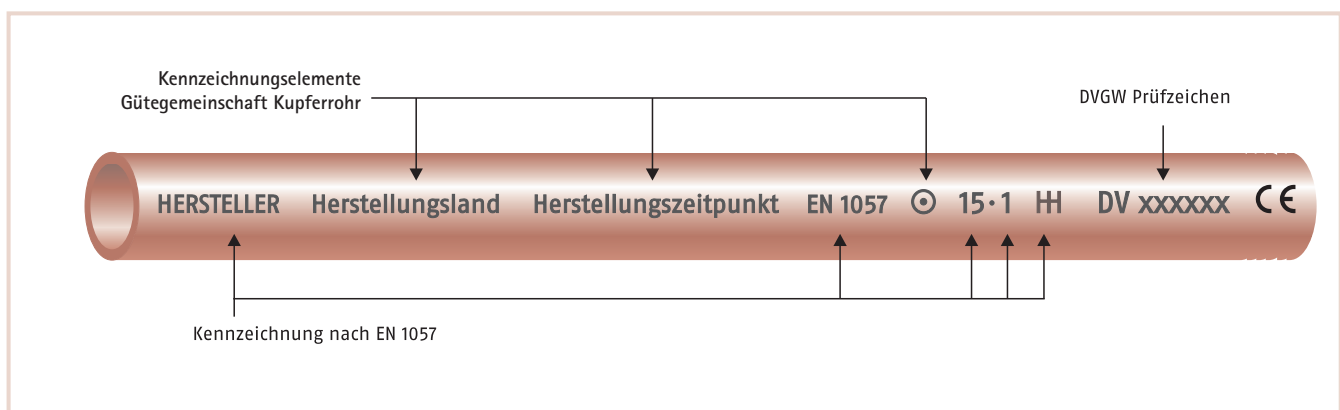 Kennzeichnungselemente
Gütegemeinschaft Kupferrohr
DVGW Prüfzeichen
HERSTELLER Herstellungsland Herstellungszeitpunkt EN 1057 ☉ 15·1 HH DV xxxxxx CE
Kennzeichnung nach EN 1057